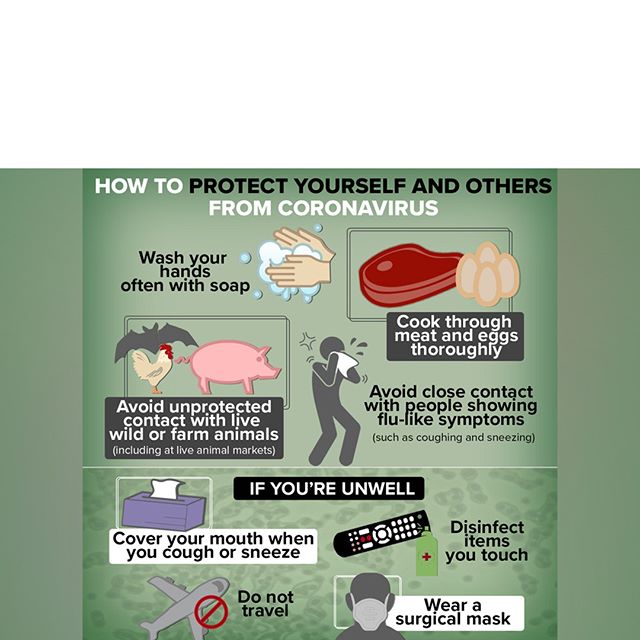 HOW TO PROTECT YOURSELF AND OTHERS
FROM CORONAVIRUS
Wash your
hands
often with soap
Cook through
meat and eggs
thoroughly
Avoid unprotected
contact with live
wild or farm animals
(including at live animal markets)
Avoid close contact
with people showing
flu-like symptoms
(such as coughing and sneezing)
IF YOU'RE UNWELL
Cover your mouth when
you cough or sneeze
Disinfect
items
you touch
Do not
travel
Wear a
surgical mask